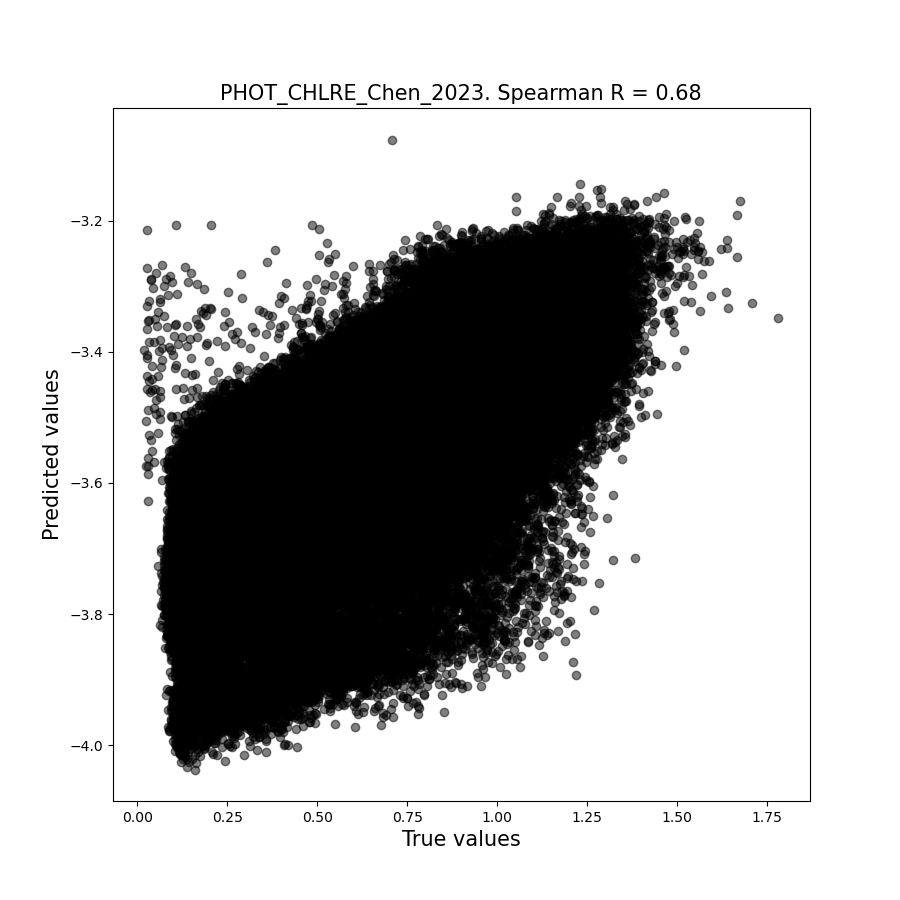 PHOT_CHLRE_Chen_2023. Spearman R = 0.68
Predicted values
−3.2
−3.4
−3.6
−3.8
−4.0
0.00 0.25 0.50 0.75 1.00 1.25 1.50 1.75
True values